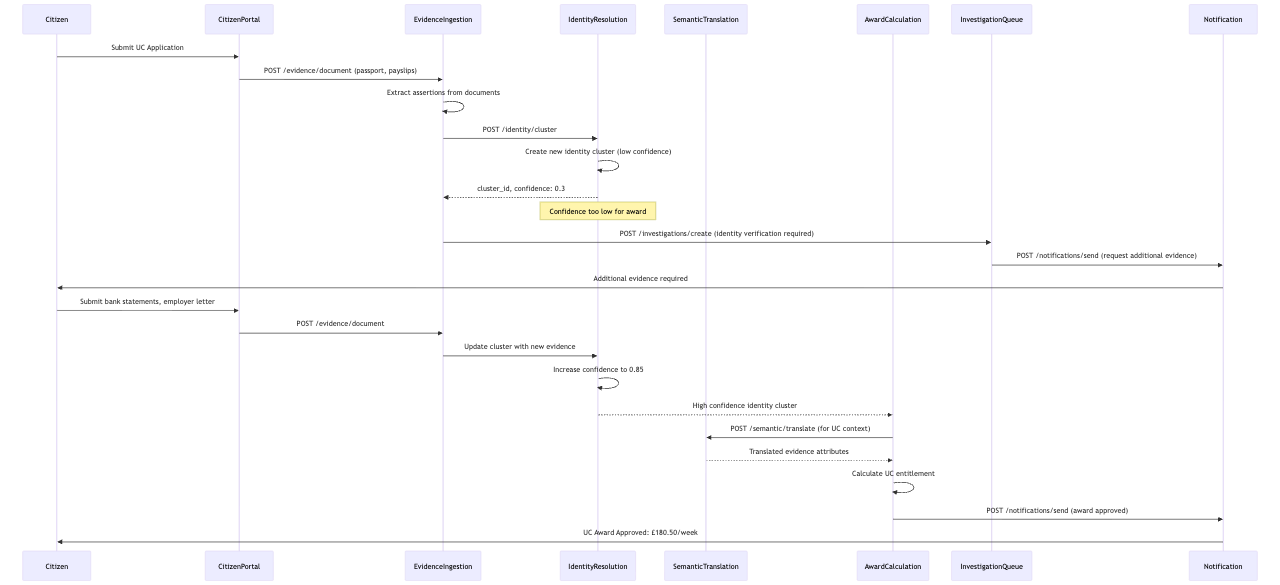 Citizen CitizenPortal EvidenceIngestion IdentityResolution SemanticTranslation AwardCalculation InvestigationQueue Notification
Submit UC Application
POST /evidence/document (passport, payslips)
Extract assertions from documents
POST /identity/cluster
Create new identity cluster (low confidence)
cluster_id, confidence: 0.3
Confidence too low for award
POST /investigations/create (identity verification required)
POST /notifications/send (request additional evidence)
Additional evidence required
Submit bank statements, employer letter
POST /evidence/document
Update cluster with new evidence
Increase confidence to 0.85
High confidence identity cluster
POST /semantic/translate (for UC context)
Translated evidence attributes
Calculate UC entitlement
POST /notifications/send (award approved)
UC Award Approved: £180.50/week
Citizen CitizenPortal EvidenceIngestion IdentityResolution SemanticTranslation AwardCalculation InvestigationQueue Notification